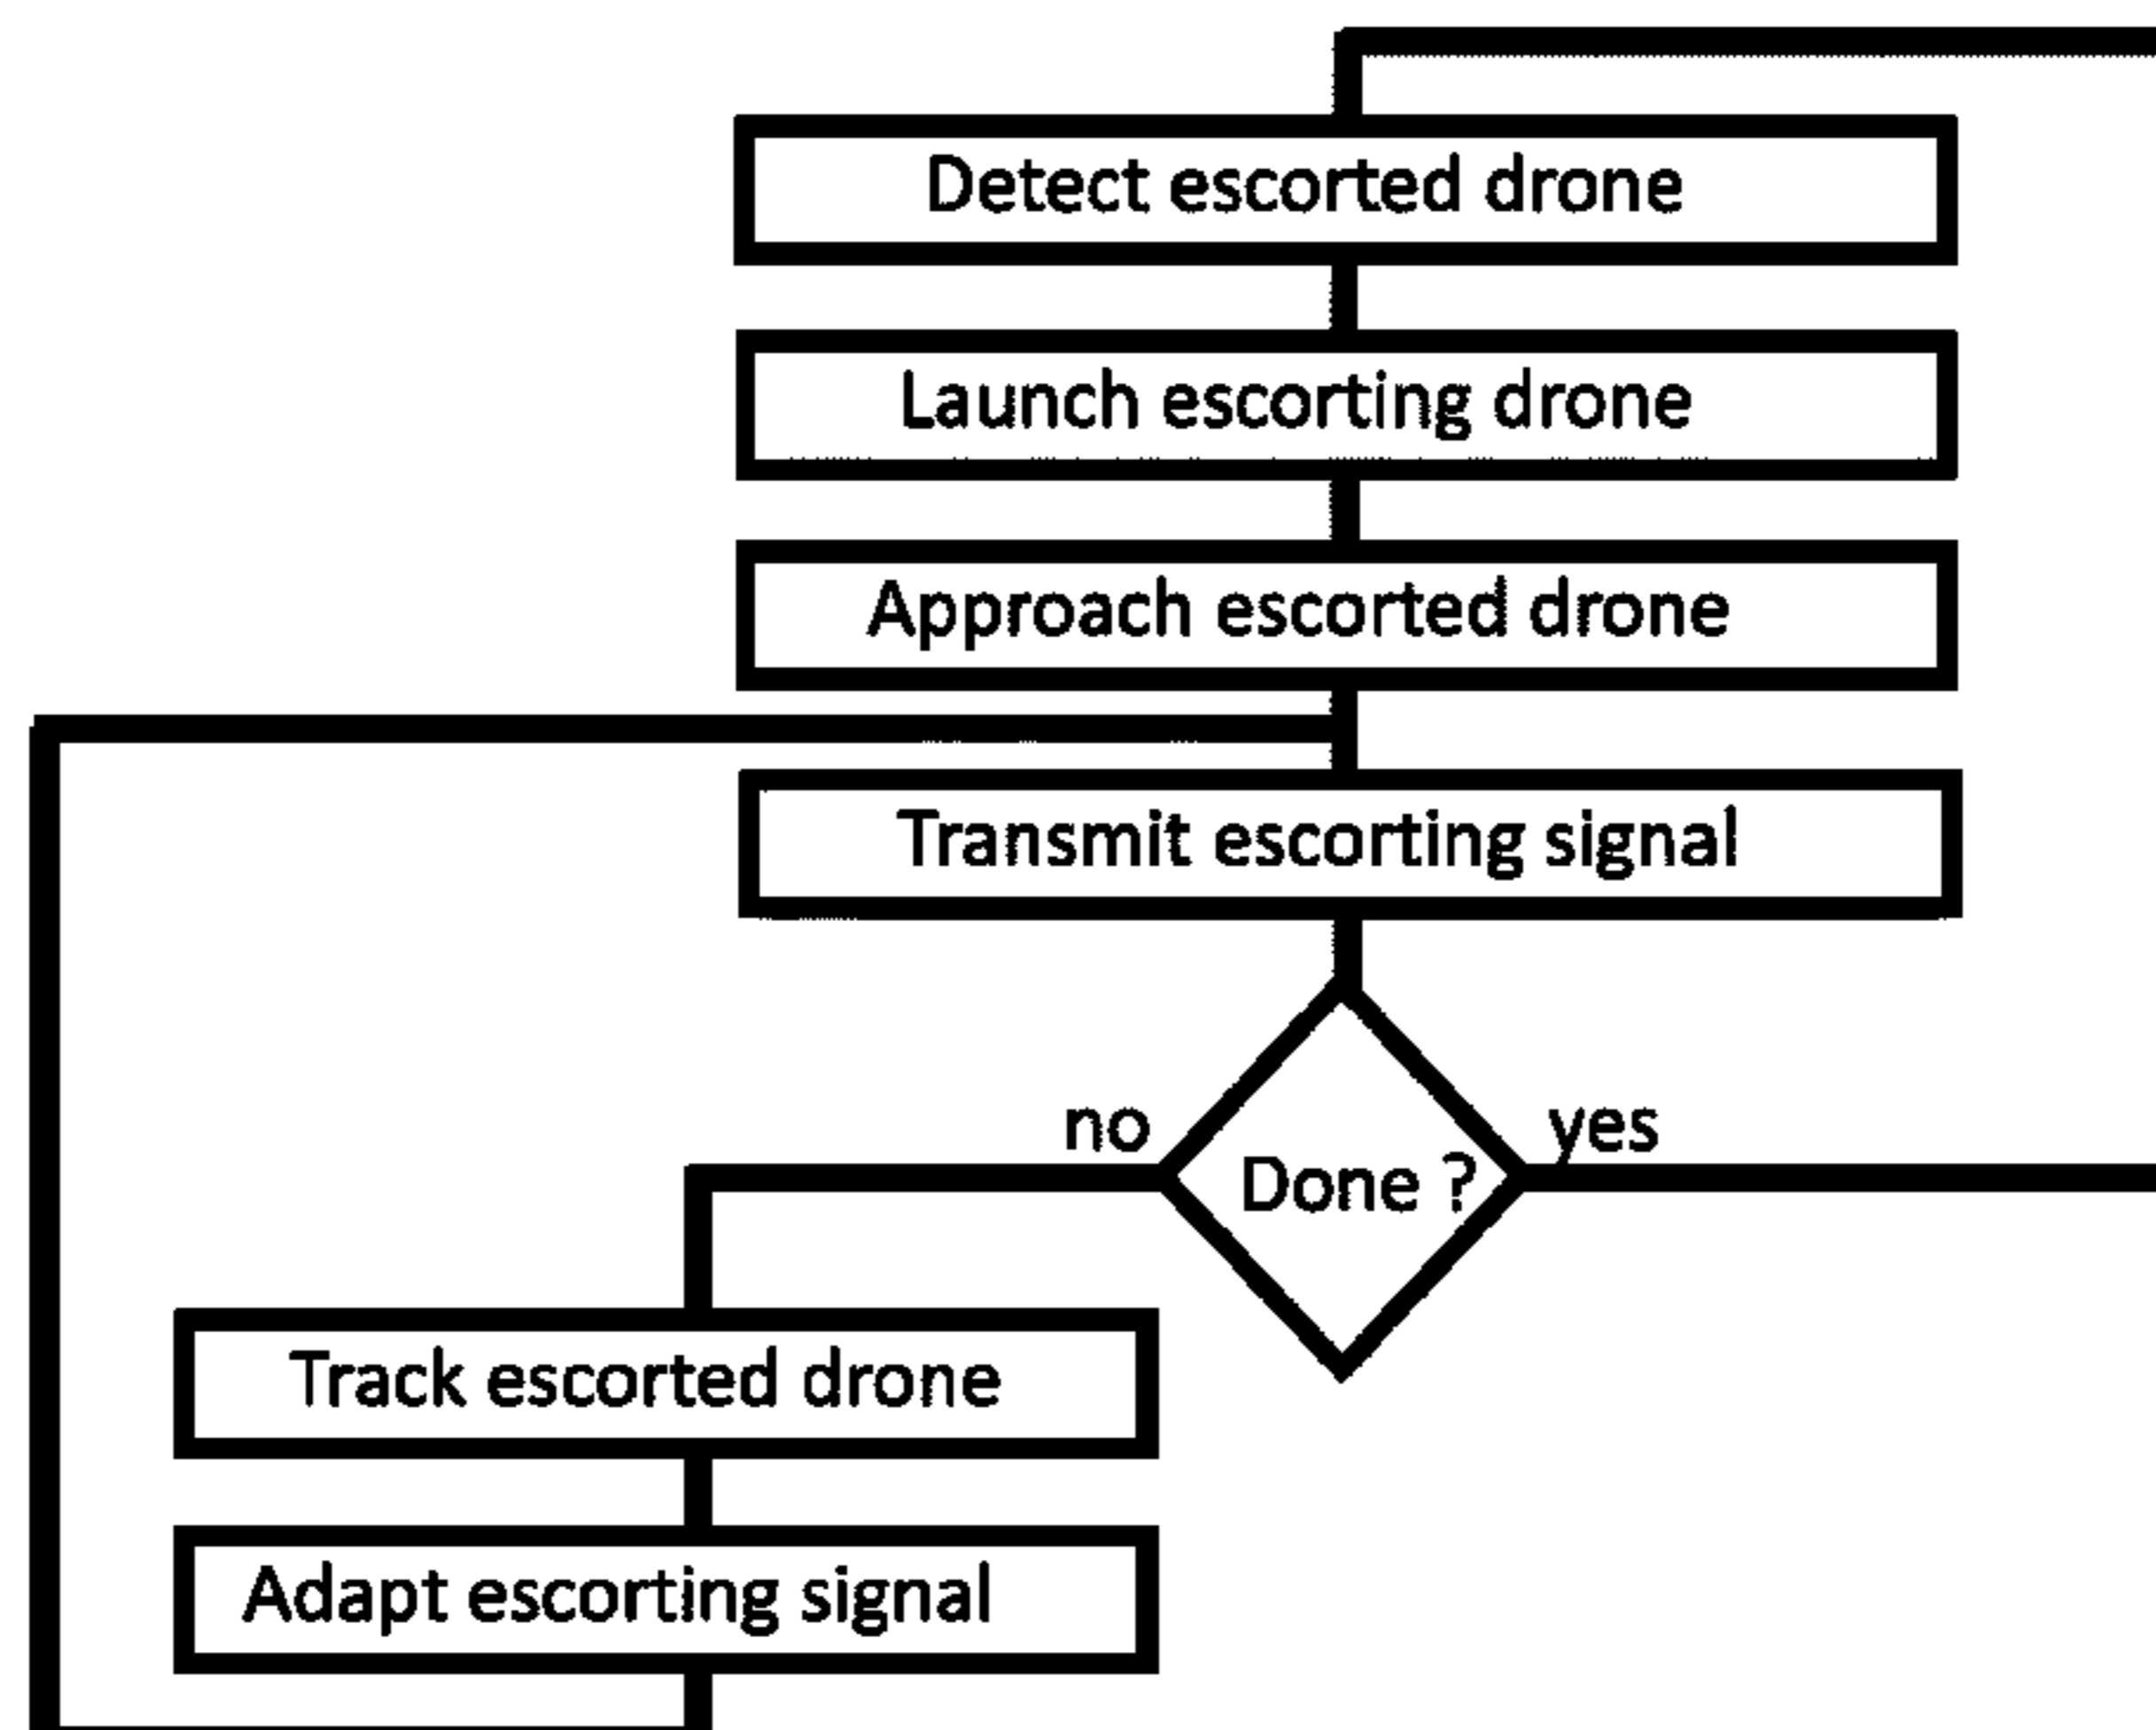 Detect escorted drone
Launch escorting drone
Approach escorted drone
Transmit escorting signal
no
yes
Done ?
Track escorted drone
Adapt escorting signal